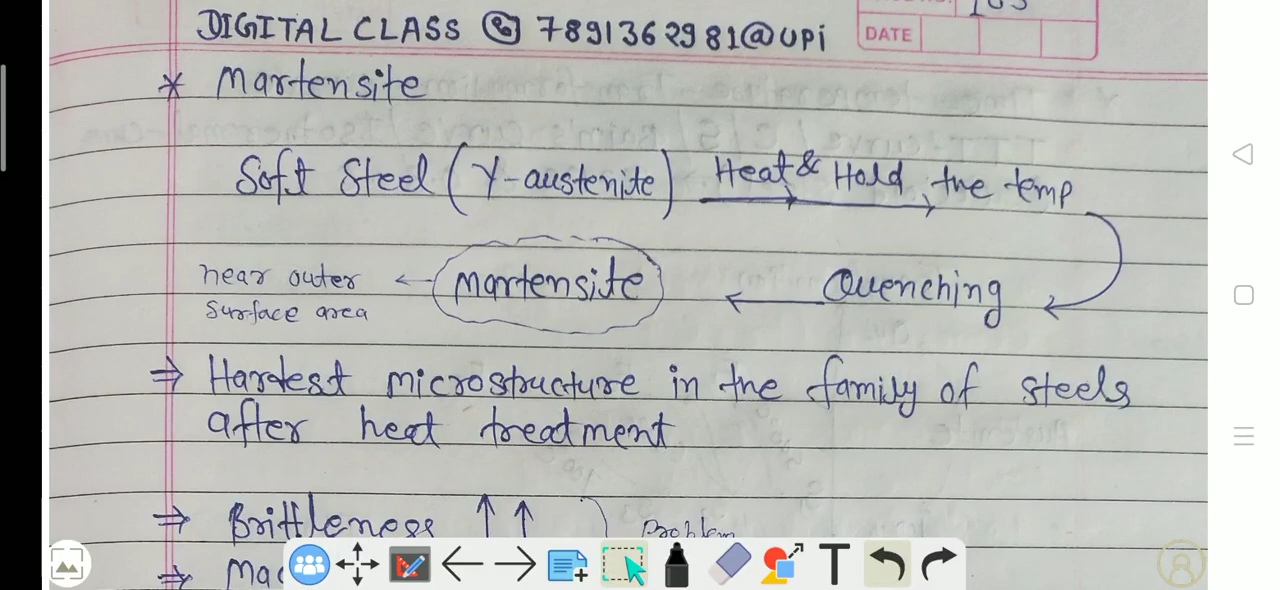 DIGITAL CLASS 7891362981@UPi
DATE
* Martensite
Soft Steel (γ-austenite) Heat & Hold the temp
Quenching
Martensite
near outer
surface area
⇒ Hardest microstructure in the family of steels
after heat treatment
⇒ Brittleness ↑↑ Problem
⇒
T